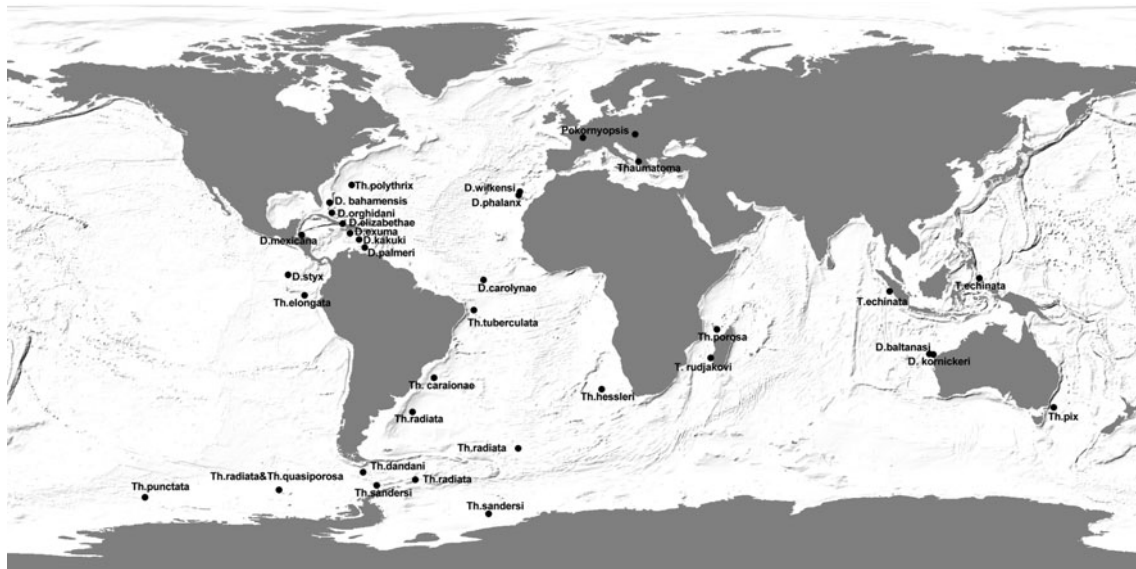 Pokornyopsis
Thaumatoma
Th.polythrix
D.wilkensi
D. bahamensis
D.phalanx
D.orghidani
D.elizabethae
D.exuma
D.mexicana
D.kakuki
D.palmeri
D.styx
T.echinata
D.carolynae
Th.elongata
T.echinata
Th.tuberculata
Th.porosa
D.baltanasi
D. kornickeri
T. rudjakovi
Th. caraionae
Th.hessleri
Th.radiata
Th.pix
Th.radiata
Th.dandani
Th.radiata&Th.quasiporosa
Th.radiata
Th.punctata
Th.sandersi
Th.sandersi